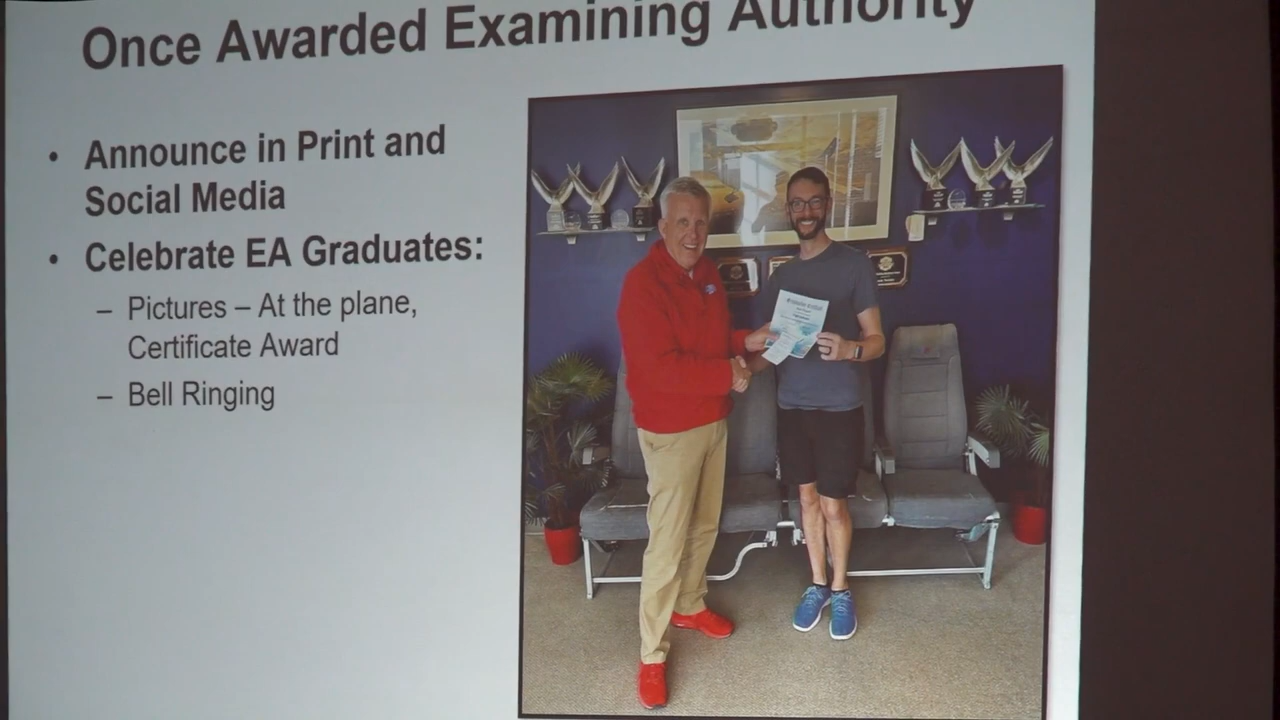 Once Awarded Examining Authority
• Announce in Print and
Social Media
• Celebrate EA Graduates:
– Pictures – At the plane,
Certificate Award
– Bell Ringing